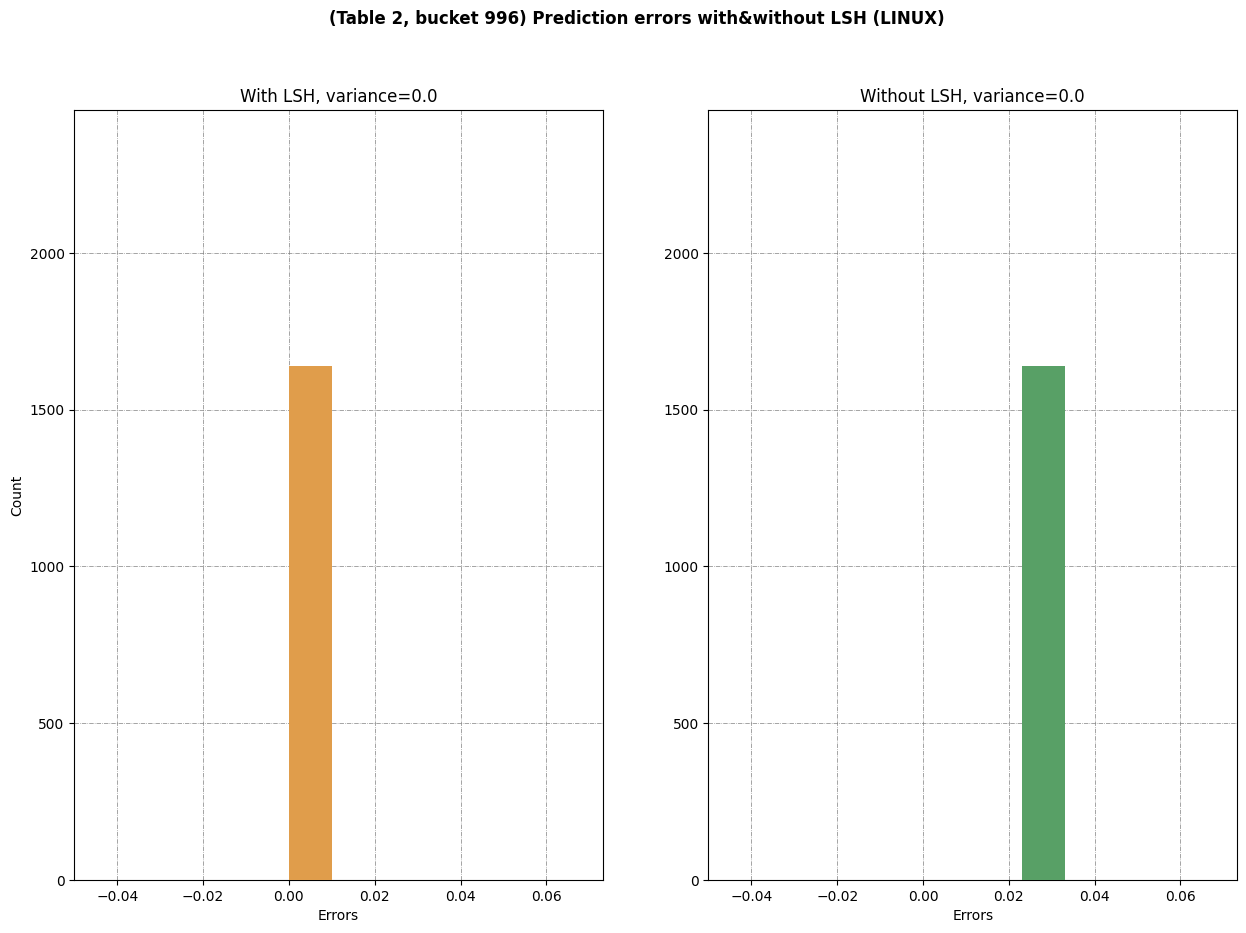 (Table 2, bucket 996) Prediction errors with&without LSH (LINUX)
With LSH, variance=0.0
Count
2000
1500
1000
500
0
−0.04 −0.02 0.00 0.02 0.04 0.06
Errors
Without LSH, variance=0.0
2000
1500
1000
500
0
−0.04 −0.02 0.00 0.02 0.04 0.06
Errors